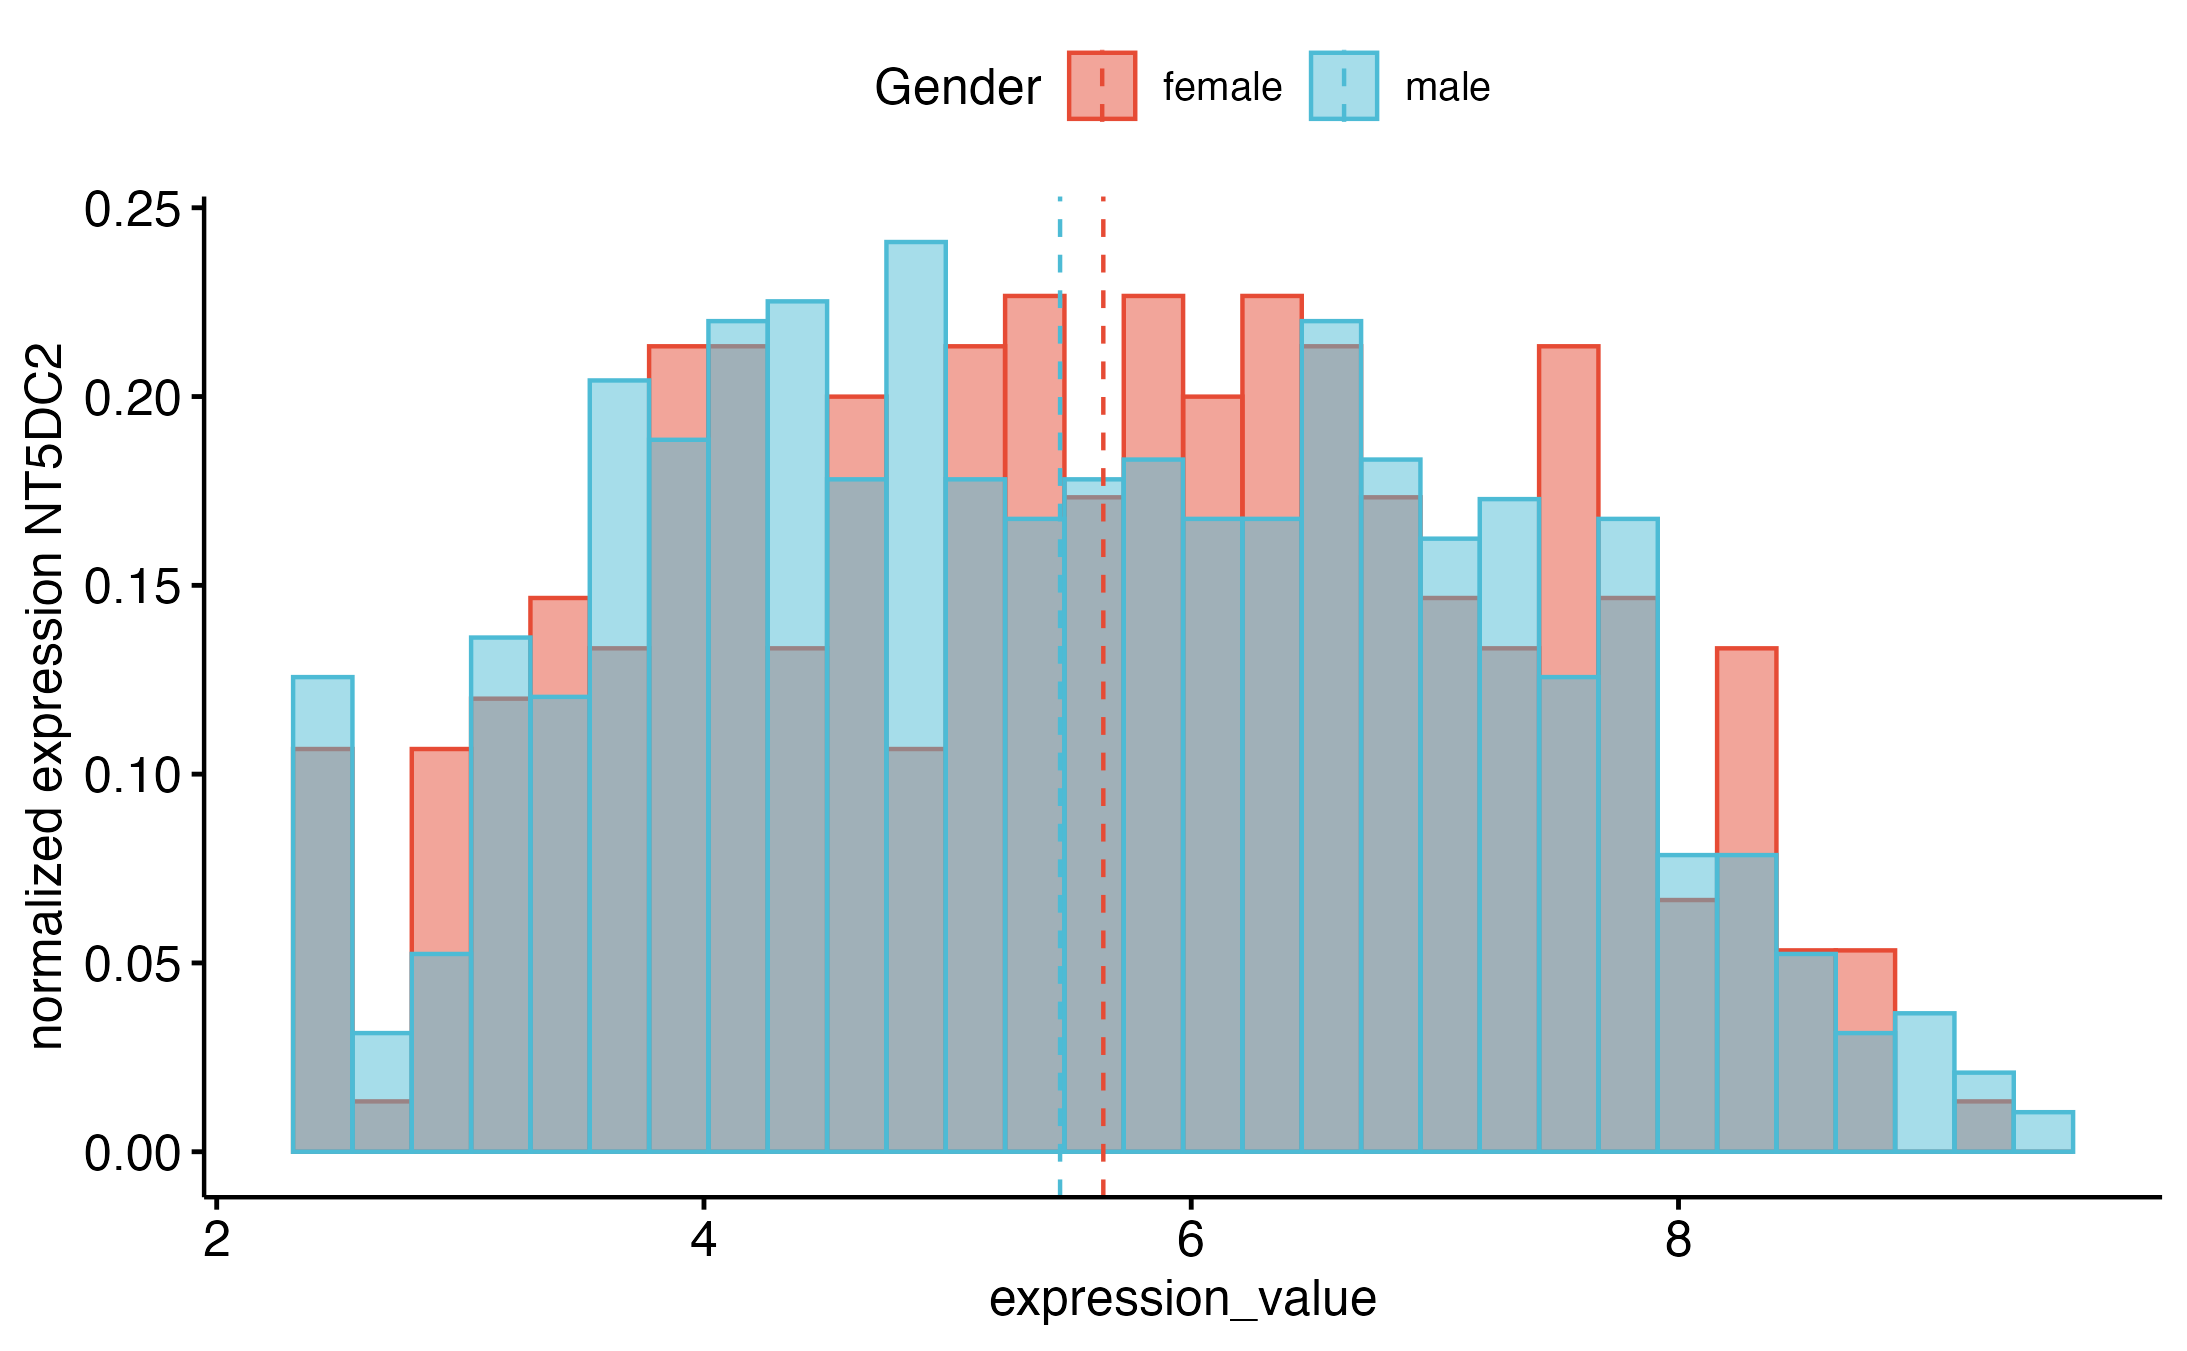 Gender female male
normalized expression NT5DC2
0.25
0.20
0.15
0.10
0.05
0.00
2 4 6 8
expression_value